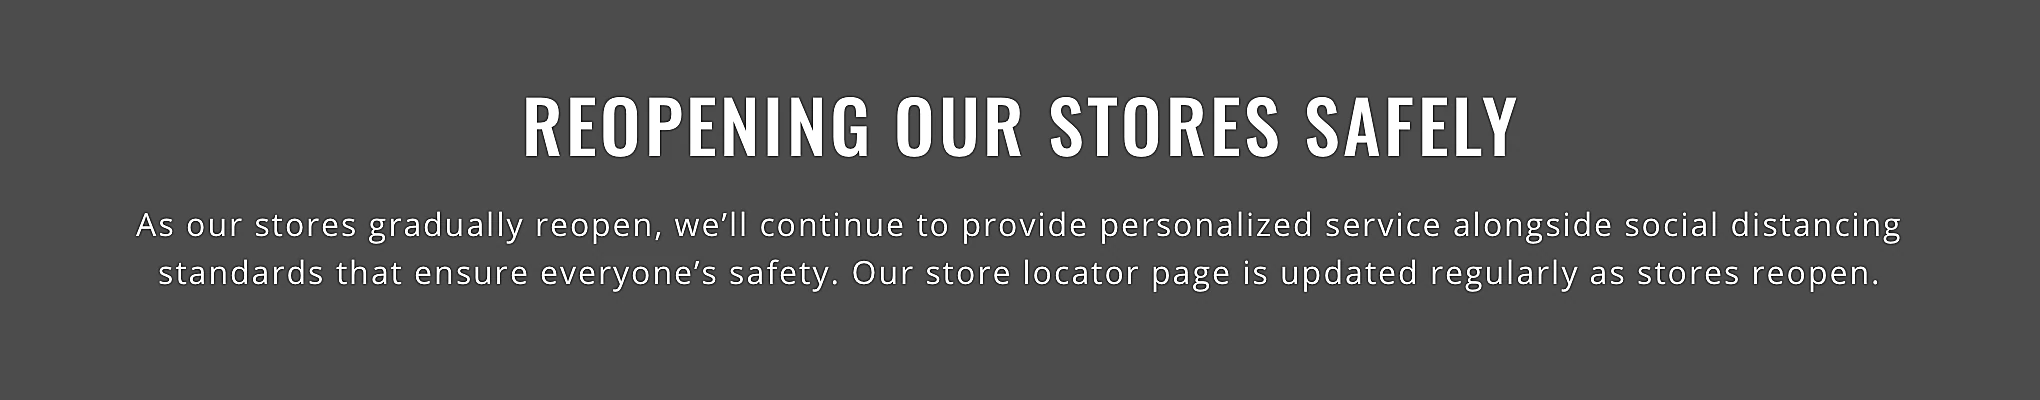 REOPENING OUR STORES SAFELY
As our stores gradually reopen, we’ll continue to provide personalized service alongside social distancing
standards that ensure everyone’s safety. Our store locator page is updated regularly as stores reopen.